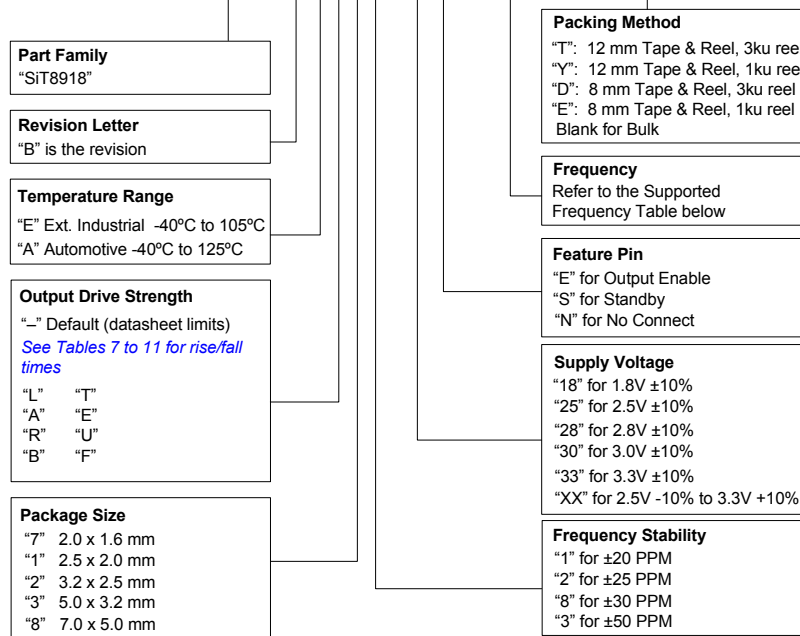 Part Family
“SiT8918”
Revision Letter
“B” is the revision
Temperature Range
“E” Ext. Industrial -40ºC to 105ºC
“A” Automotive -40ºC to 125ºC
Output Drive Strength
“–” Default (datasheet limits)
See Tables 7 to 11 for rise/fall
times
“L” “T”
“A” “E”
“R” “U”
“B” “F”
Package Size
“7” 2.0 x 1.6 mm
“1” 2.5 x 2.0 mm
“2” 3.2 x 2.5 mm
“3” 5.0 x 3.2 mm
“8” 7.0 x 5.0 mm
Packing Method
“T”: 12 mm Tape & Reel, 3ku ree
“Y”: 12 mm Tape & Reel, 1ku ree
“D”: 8 mm Tape & Reel, 3ku reel
“E”: 8 mm Tape & Reel, 1ku reel
Blank for Bulk
Frequency
Refer to the Supported
Frequency Table below
Feature Pin
“E” for Output Enable
“S” for Standby
“N” for No Connect
Supply Voltage
“18” for 1.8V ±10%
“25” for 2.5V ±10%
“28” for 2.8V ±10%
“30” for 3.0V ±10%
“33” for 3.3V ±10%
“XX” for 2.5V -10% to 3.3V +10%
Frequency Stability
“1” for ±20 PPM
“2” for ±25 PPM
“8” for ±30 PPM
“3” for ±50 PPM